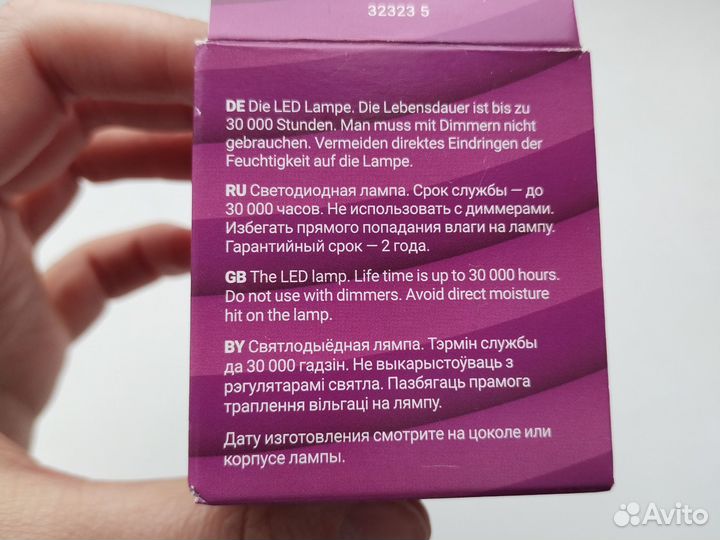 32323 5
DE Die LED Lampe. Die Lebensdauer ist bis zu
30 000 Stunden. Man muss mit Dimmern nicht
gebrauchen. Vermeiden direktes Eindringen der
Feuchtigkeit auf die Lampe.
RU Светодиодная лампа. Срок службы — до
30 000 часов. Не использовать с диммерами.
Избегать прямого попадания влаги на лампу.
Гарантийный срок — 2 года.
GB The LED lamp. Life time is up to 30 000 hours.
Do not use with dimmers. Avoid direct moisture
hit on the lamp.
BY Святлодыёдная лямпа. Тэрмін службы
да 30 000 гадзін. Не выкарыстоўваць з
рэгулятарамі святла. Пазбягаць прамога
траплення вільгаці на лямпу.
Дату изготовления смотрите на цоколе или
корпусе лампы.
Avito